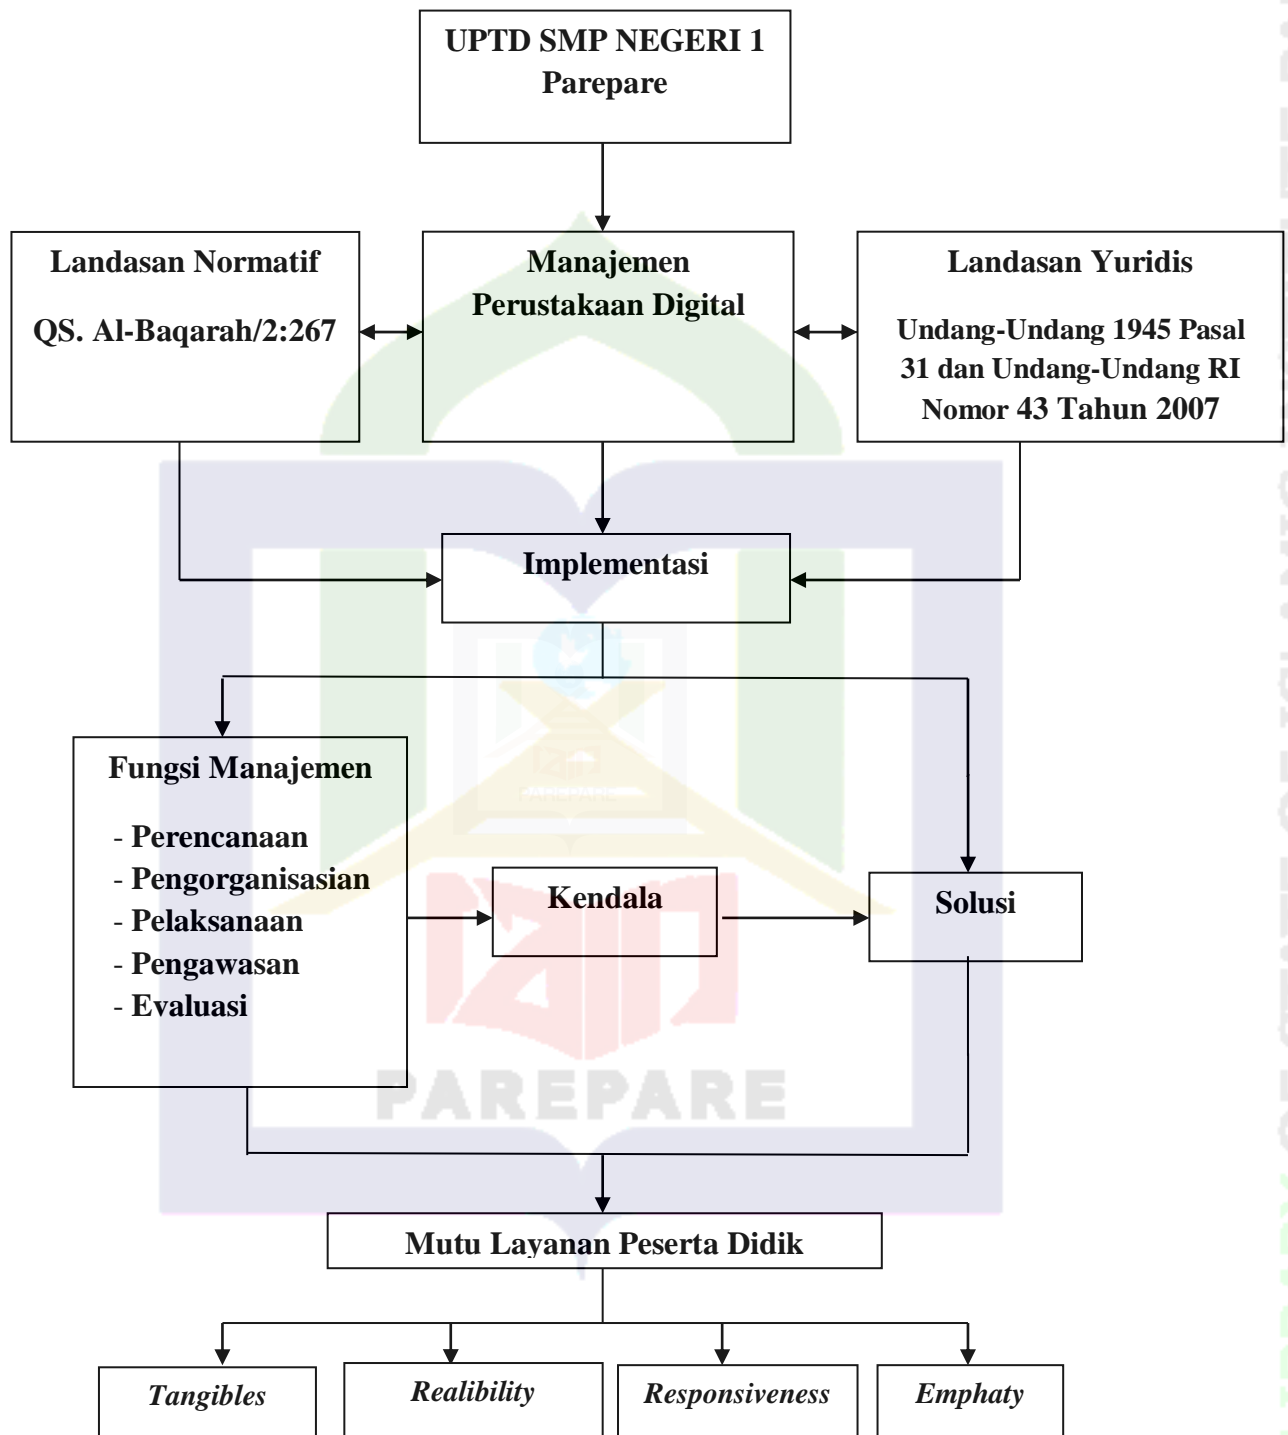 UPTD SMP NEGERI 1
Parepare
Landasan Normatif
QS. Al-Baqarah/2:267
Manajemen
Perustakaan Digital
Landasan Yuridis
Undang-Undang 1945 Pasal
31 dan Undang-Undang RI
Nomor 43 Tahun 2007
Implementasi
Fungsi Manajemen
- Perencanaan
- Pengorganisasian
- Pelaksanaan
- Pengawasan
- Evaluasi
Kendala
Solusi
PAREPARE
PAREPARE
Mutu Layanan Peserta Didik
Tangibles
Realibility
Responsiveness
Emphaty